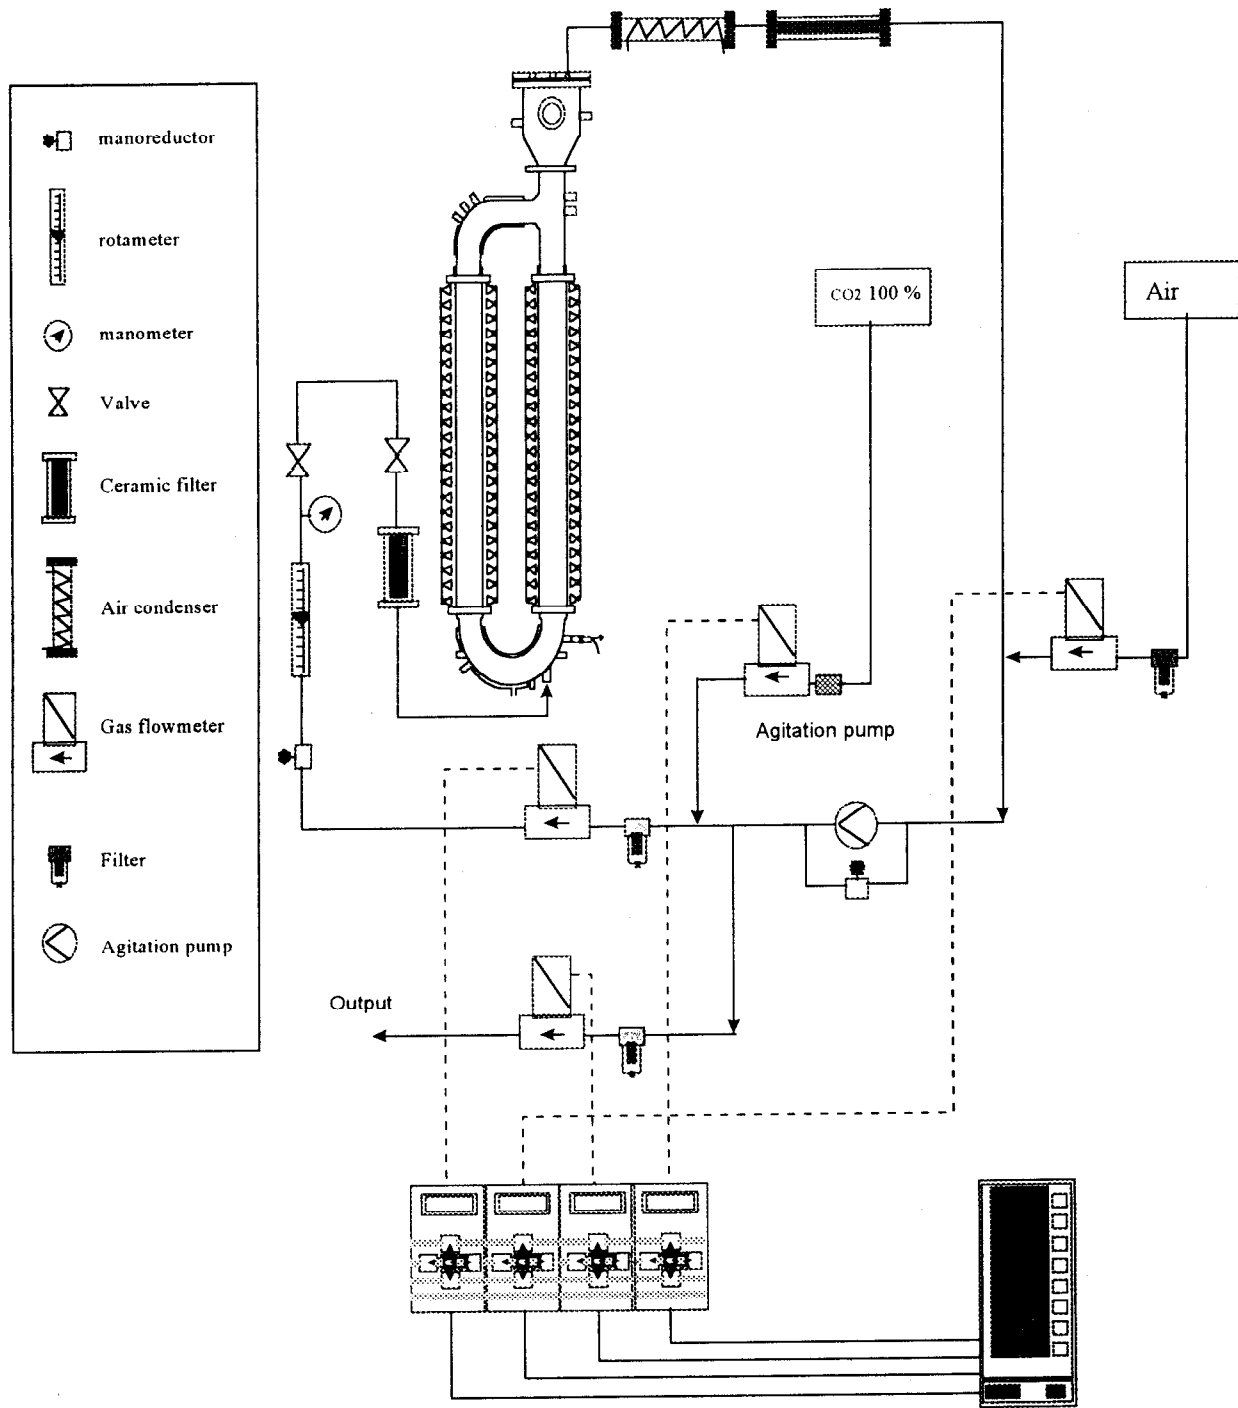 manoreductor
rotameter
manometer
Valve
Ceramic filter
Air condenser
Gas flowmeter
Filter
Agitation pump
CO2 100 %
Air
Agitation pump
Output